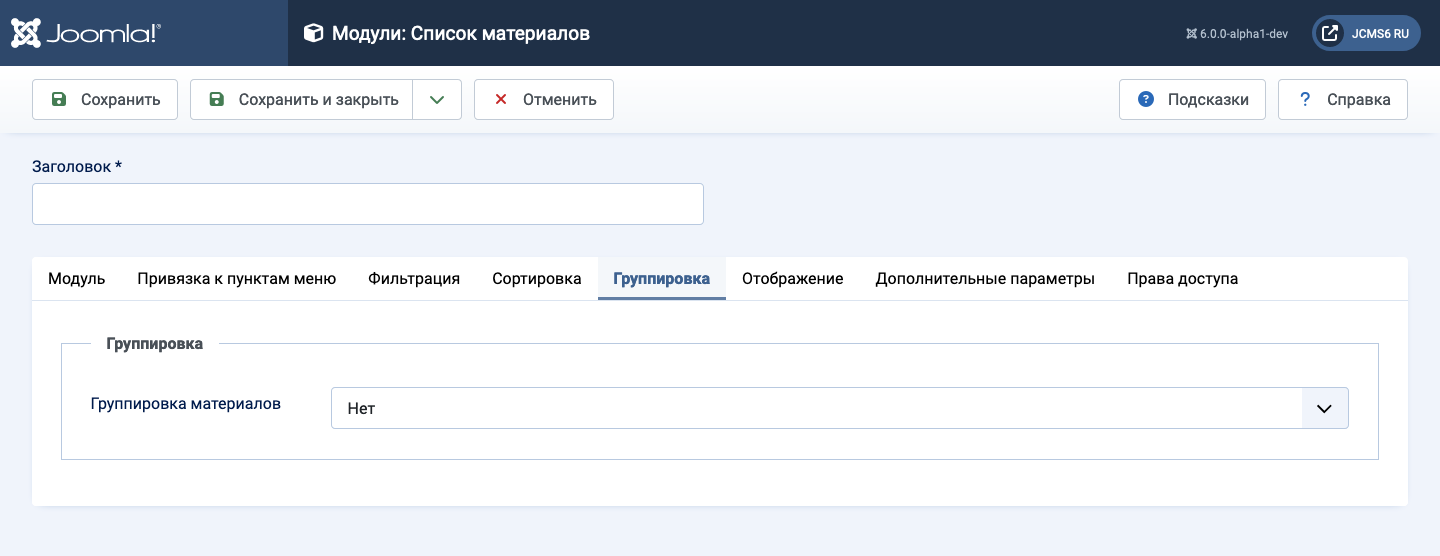 Joomla!® Модули: Список материалов 6.0.0-alpha1-dev JCMS6 RU
Сохранить Сохранить и закрыть Отменить Подсказки Справка
Заголовок *
Модуль Привязка к пунктам меню Фильтрация Сортировка Группировка Отображение Дополнительные параметры Права доступа
Группировка
Группировка материалов Нет